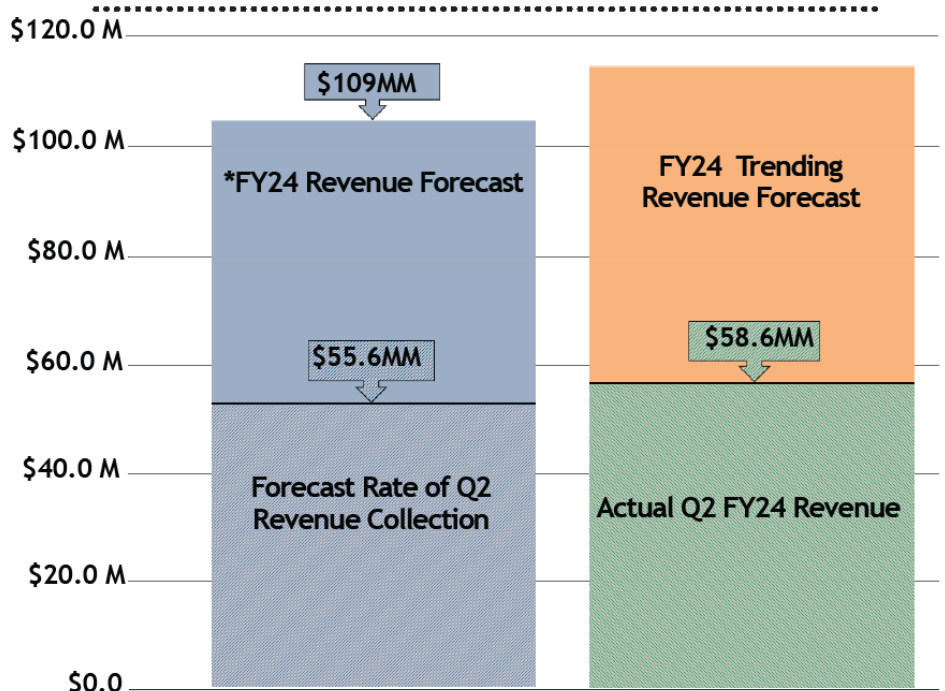 $120.0 M
$109MM
$100.0 M
*FY24 Revenue Forecast
FY24 Trending
Revenue Forecast
$80.0 M
$55.6MM
$58.6MM
$60.0 M
$40.0 M
Forecast Rate of Q2
Revenue Collection
Actual Q2 FY24 Revenue
$20.0 M
$0.0